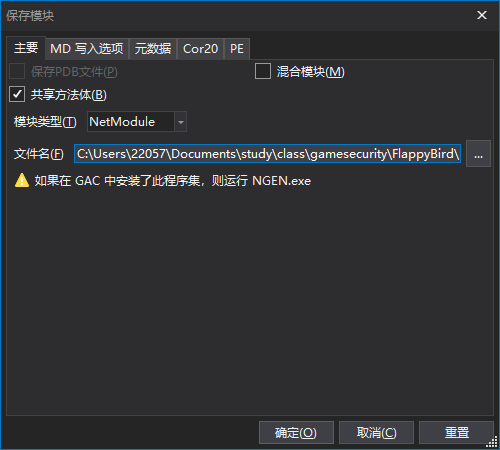 保存模块
主要 MD 写入选项 元数据 Cor20 PE
保存PDB文件(P) 混合模块(M)
共享方法体(B)
模块类型(T) NetModule
文件名(F) C:\Users\22057\Documents\study\class\gamesecurity\FlappyBird\ ...
如果在 GAC 中安装了此程序集，则运行 NGEN.exe
确定(O) 取消(C) 重置